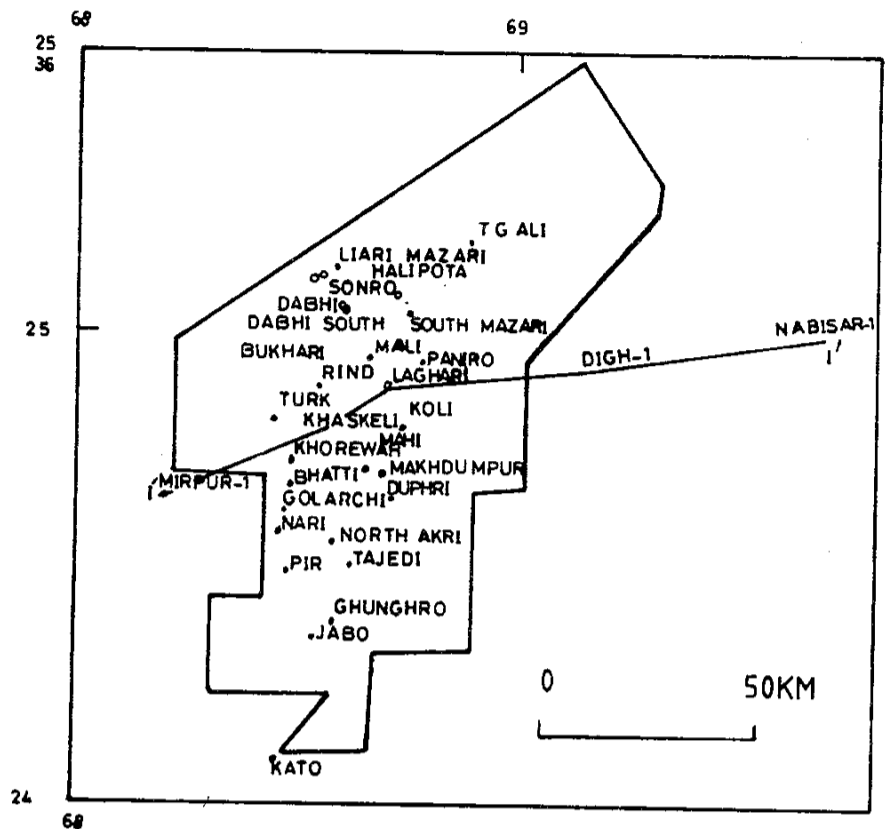 68
69
25
36
T G ALI
LIARI MAZARI
HALIPOTA
SONRO
DABHI
DABHI SOUTH
SOUTH MAZARI
25
NABISAR-1
I'
MALI
BUKHARI
PANIRO
DIGH-1
RIND
LAGHARI
TURK
KOLI
KHASKELI
MAHI
KHOREWAH
BHATTI
MAKHDUMPUR
MIRPUR-1
I
DUPHRI
GOLARCHI
NARI
NORTH AKRI
PIR
TAJEDI
GHUNGHRO
JABO
0
50KM
KATO
24
68